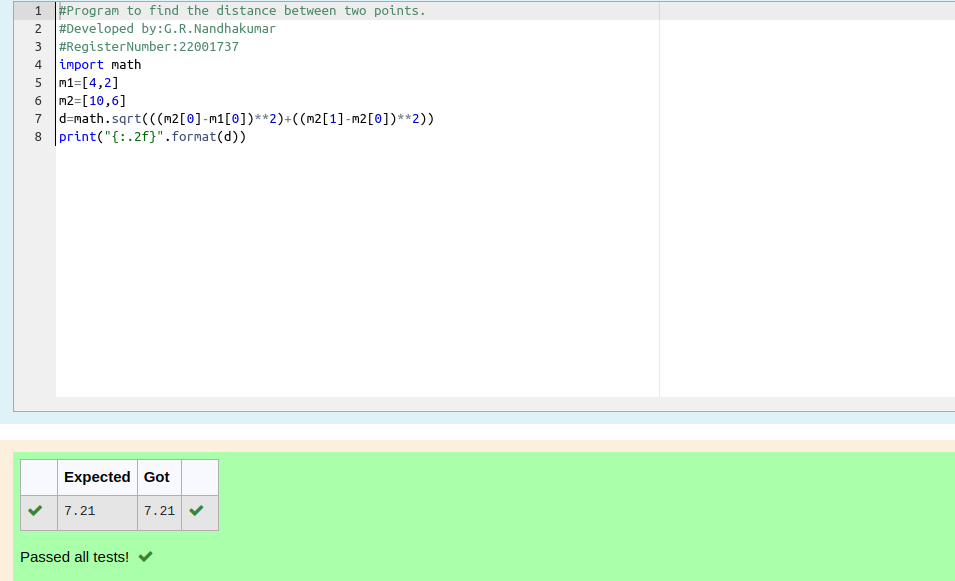 1 #Program to find the distance between two points.
2 #Developed by:G.R.Nandhakumar
3 #RegisterNumber:22001737
4 import math
5 m1=[4,2]
6 m2=[10,6]
7 d=math.sqrt(((m2[0]-m1[0])**2)+((m2[1]-m2[0])**2))
8 print("{:.2f}".format(d))
Expected Got
7.21 7.21
Passed all tests!